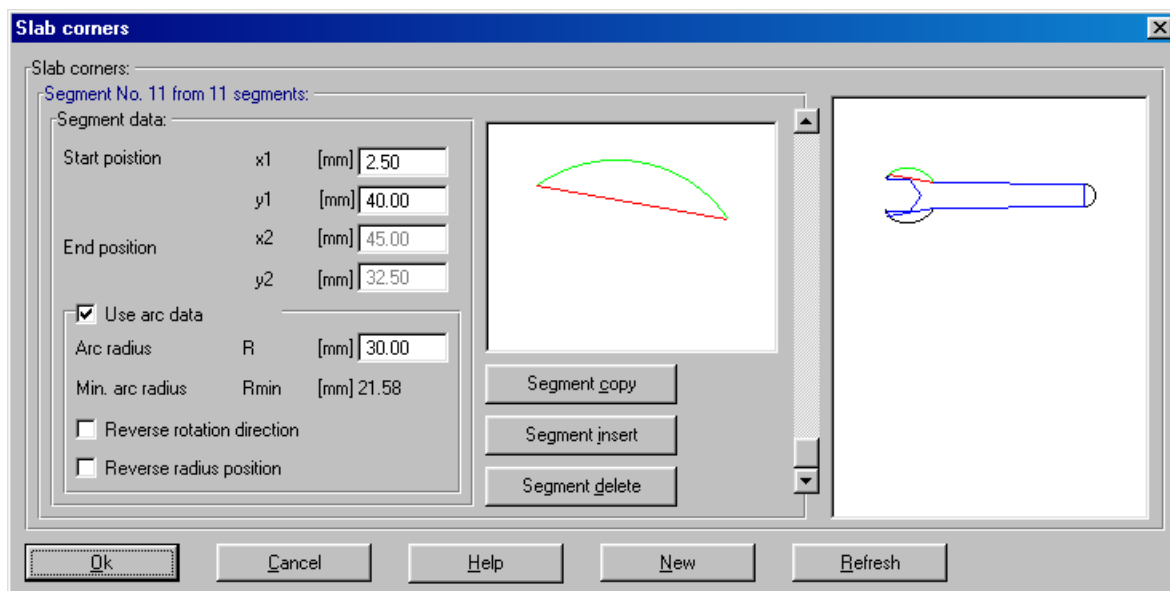 Slab corners
Slab corners:
Segment No. 11 from 11 segments:
Segment data:
Start poistion x1 [mm] 2.50
y1 [mm] 40.00
End position x2 [mm] 45.00
y2 [mm] 32.50
Use arc data
Arc radius R [mm] 30.00
Min. arc radius Rmin [mm] 21.58
Reverse rotation direction
Reverse radius position
Segment copy
Segment insert
Segment delete
Ok Cancel Help New Refresh